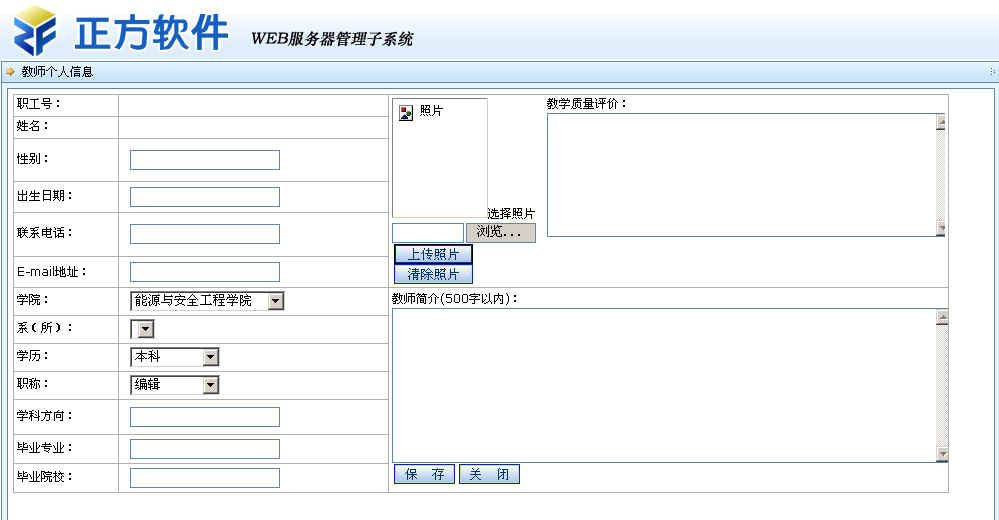 正方软件 WEB服务器管理子系统
教师个人信息
职工号：
姓名：
性别：
出生日期：
联系电话：
E-mail地址：
学院： 能源与安全工程学院
系（所）：
学历： 本科
职称： 编辑
学科方向：
毕业专业：
毕业院校：
照片
选择照片
浏览...
上传照片
清除照片
教学质量评价：
教师简介(500字以内)：
保 存 关 闭